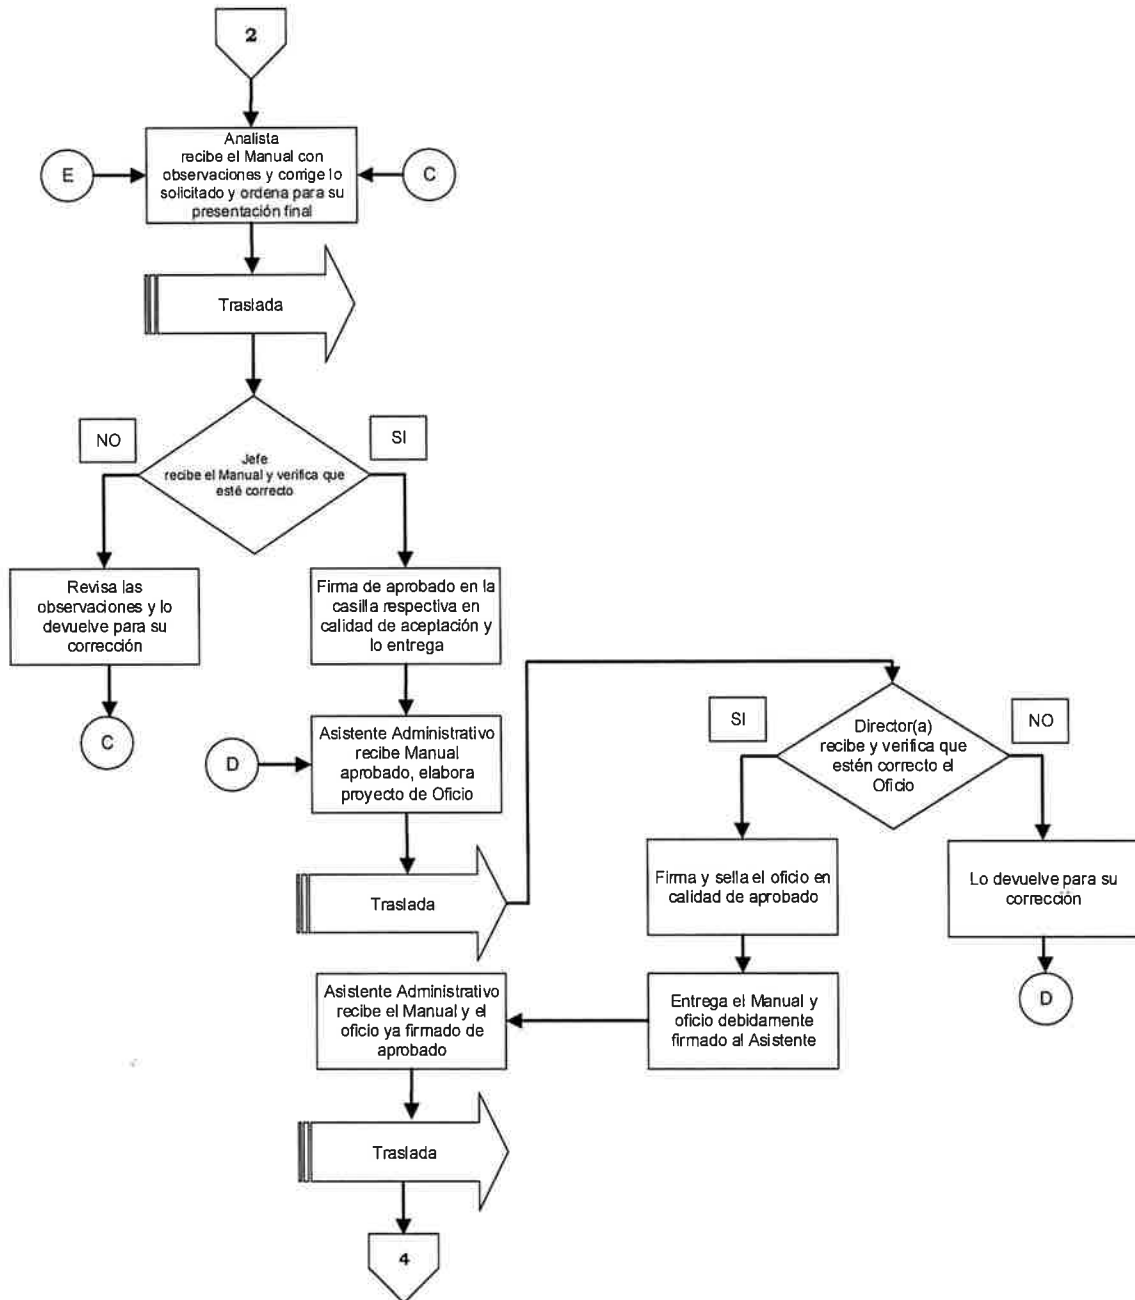 2
Analista
recibe el Manual con
observaciones y corrige lo
solicitado y ordena para su
presentación final
E
C
Traslada
NO
SI
Jefe
recibe el Manual y verifica que
esté correcto
Revisa las
observaciones y lo
devuelve para su
corrección
Firma de aprobado en la
casilla respectiva en
calidad de aceptación y
lo entrega
C
D
Asistente Administrativo
recibe Manual
aprobado, elabora
proyecto de Oficio
Traslada
SI
NO
Director(a)
recibe y verifica que
estén correcto el
Oficio
Firma y sella el oficio en
calidad de aprobado
Lo devuelve para su
corrección
D
Entrega el Manual y
oficio debidamente
firmado al Asistente
Asistente Administrativo
recibe el Manual y el
oficio ya firmado de
aprobado
Traslada
4